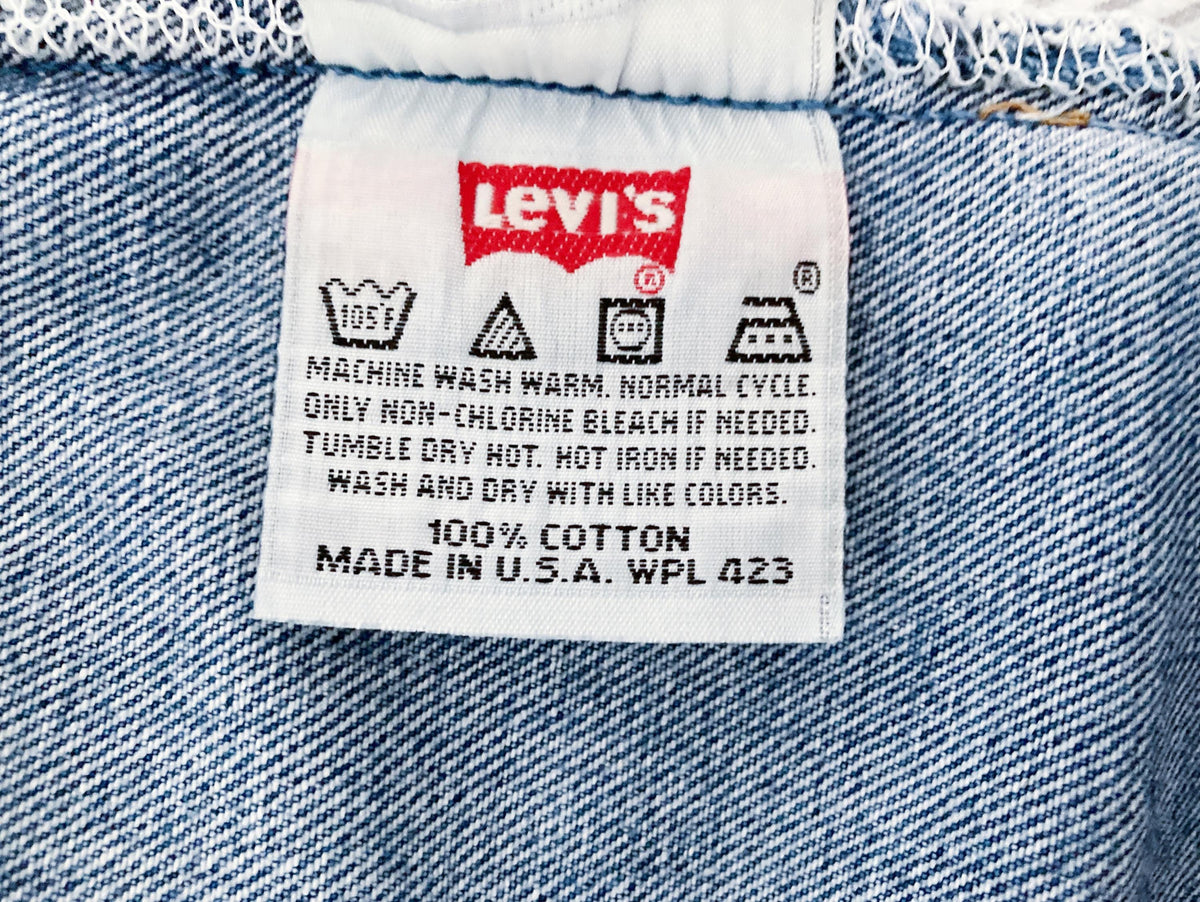 Levi's
®
®
105F
MACHINE WASH WARM. NORMAL CYCLE.
ONLY NON-CHLORINE BLEACH IF NEEDED.
TUMBLE DRY HOT. HOT IRON IF NEEDED.
WASH AND DRY WITH LIKE COLORS.
100% COTTON
MADE IN U.S.A. WPL 423